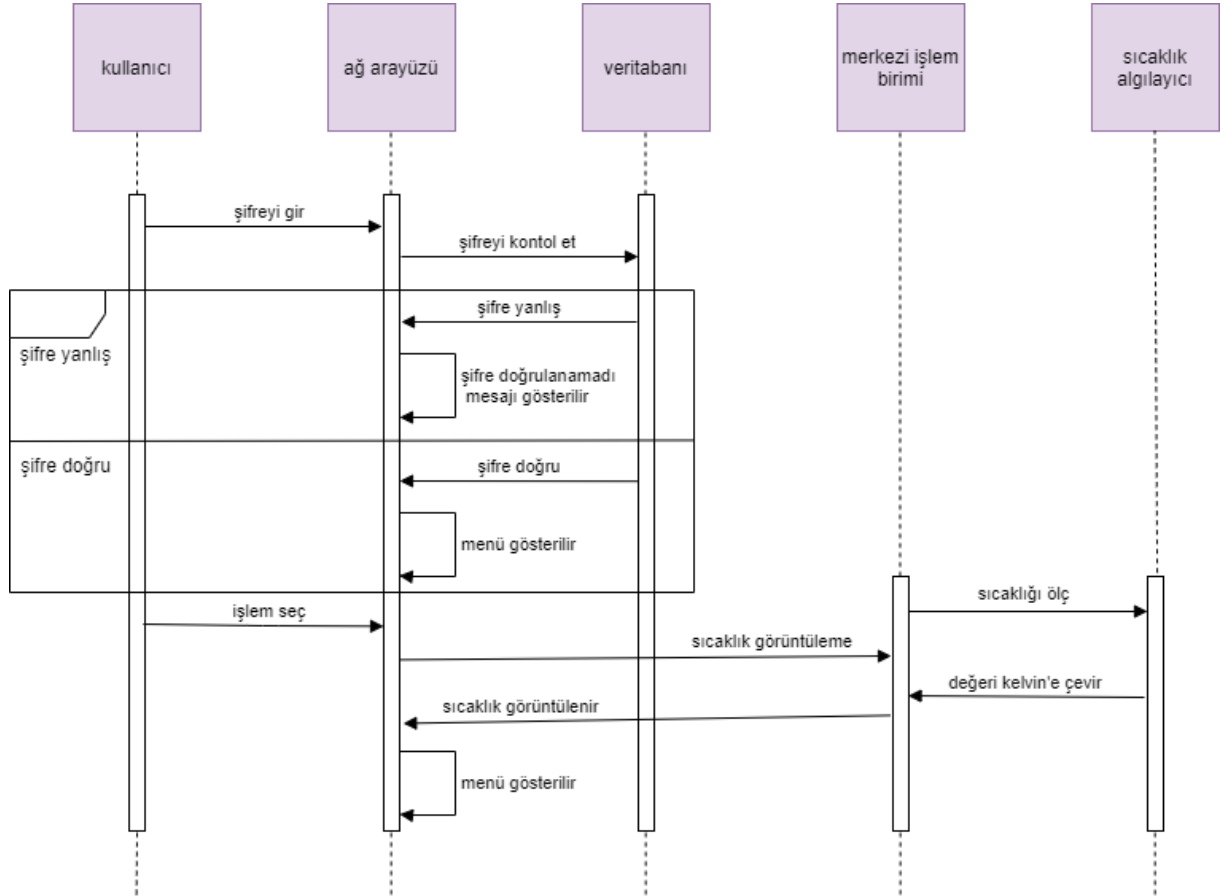 kullanıcı
ağ arayüzü
veritabanı
merkezi işlem
birimi
sıcaklık
algılayıcı
şifreyi gir
şifreyi kontol et
şifre yanlış
şifre yanlış
şifre doğrulanamadı
mesajı gösterilir
şifre doğru
şifre doğru
menü gösterilir
sıcaklığı ölç
işlem seç
sıcaklık görüntüleme
değeri kelvin'e çevir
sıcaklık görüntülenir
menü gösterilir